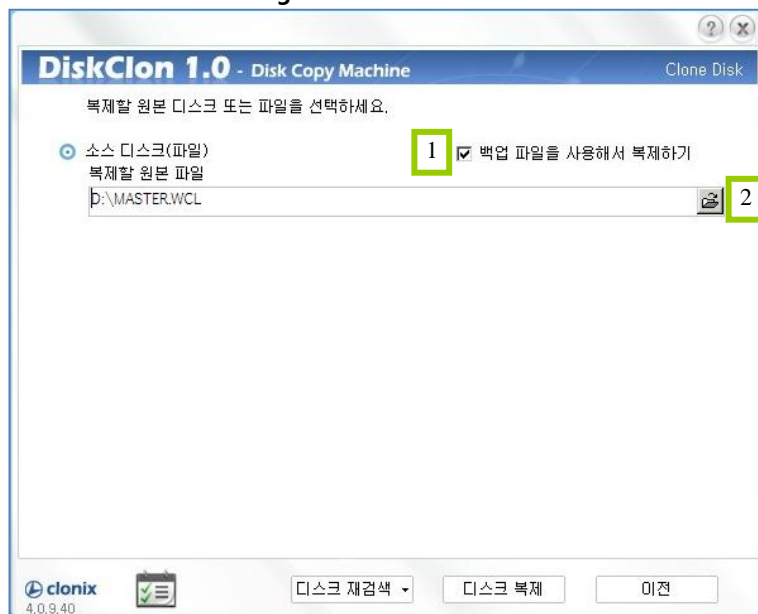 DiskClon 1.0 - Disk Copy Machine
Clone Disk
복제할 원본 디스크 또는 파일을 선택하세요.
소스 디스크(파일)
1
백업 파일을 사용해서 복제하기
복제할 원본 파일
D:\MASTER.WCL
2
clonix
4.0.9.40
디스크 재검색
디스크 복제
이전